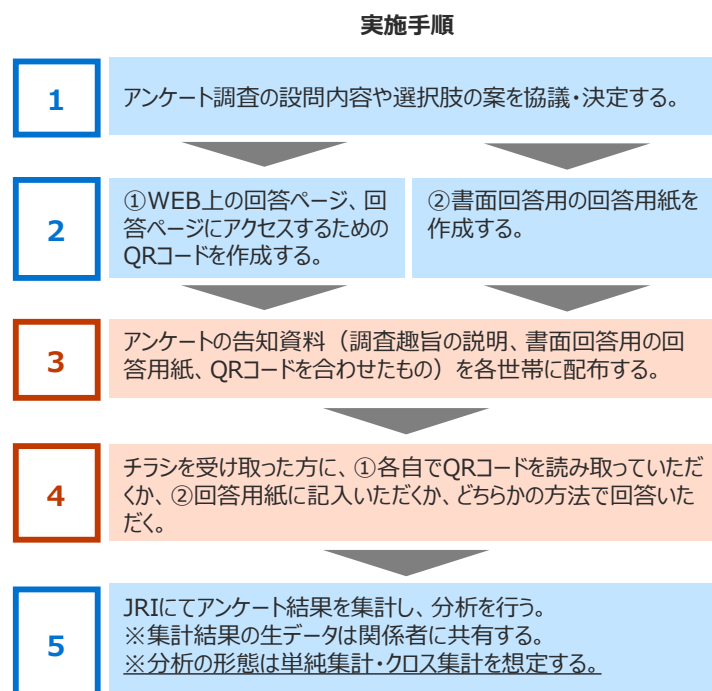 実施手順
1
アンケート調査の設問内容や選択肢の案を協議・決定する。
2
①WEB上の回答ページ、回
答ページにアクセスするための
QRコードを作成する。
②書面回答用の回答用紙を
作成する。
3
アンケートの告知資料（調査趣旨の説明、書面回答用の回
答用紙、QRコードを合わせたもの）を各世帯に配布する。
4
チラシを受け取った方に、①各自でQRコードを読み取っていただ
くか、②回答用紙に記入いただくか、どちらかの方法で回答いた
だく。
5
JRIにてアンケート結果を集計し、分析を行う。
※集計結果の生データは関係者に共有する。
※分析の形態は単純集計・クロス集計を想定する。